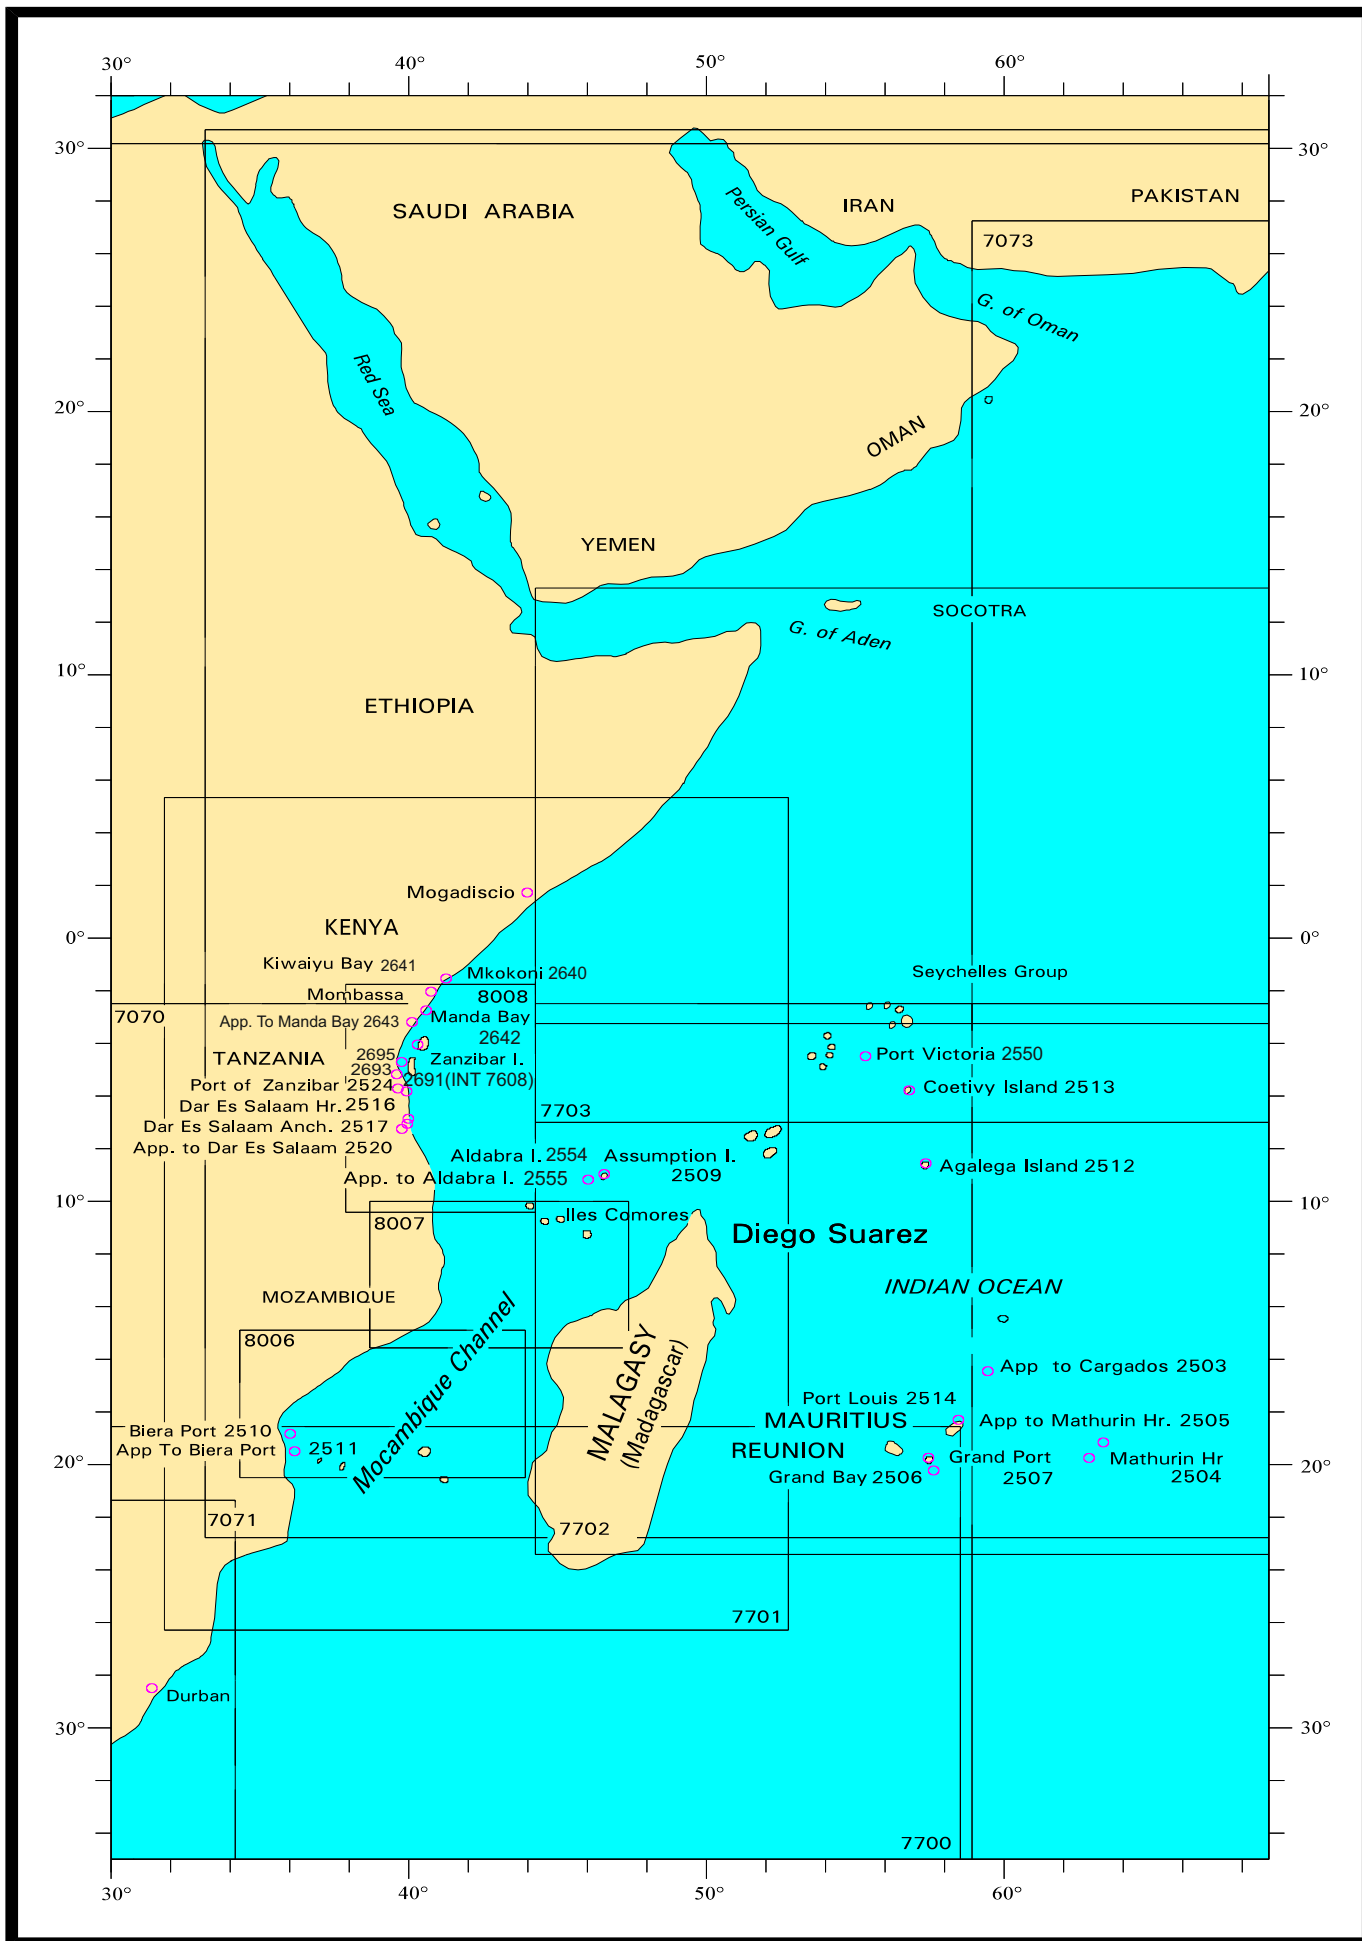 30° 40° 50° 60°
30° 30°
SAUDI ARABIA
Persian Gulf
IRAN
PAKISTAN
7073
G. of Oman
Red Sea
20° 20°
OMAN
YEMEN
SOCOTRA
G. of Aden
10° 10°
ETHIOPIA
Mogadiscio
KENYA
0° 0°
Kiwaiyu Bay 2641
Mkokoni 2640
Seychelles Group
Mombassa
8008
7070
App. To Manda Bay 2643
Manda Bay
2642
TANZANIA
2695
Zanzibar I.
Port Victoria 2550
2693
2691(INT 7608)
Port of Zanzibar 2524
Coetivy Island 2513
Dar Es Salaam Hr. 2516
7703
Dar Es Salaam Anch. 2517
App. to Dar Es Salaam 2520
Aldabra I. 2554
Assumption I.
2509
Agalega Island 2512
App. to Aldabra I. 2555
10° 10°
8007
Iles Comores
Diego Suarez
INDIAN OCEAN
MOZAMBIQUE
8006
Mocambique Channel
MALAGASY
(Madagascar)
App to Cargados 2503
Port Louis 2514
MAURITIUS
App to Mathurin Hr. 2505
Biera Port 2510
App To Biera Port 2511
REUNION
Grand Port
2507
Mathurin Hr
2504
20° 20°
Grand Bay 2506
7071
7702
7701
Durban
30° 30°
7700
30° 40° 50° 60°